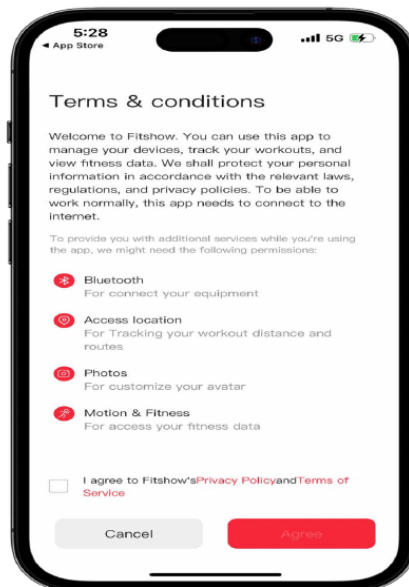 5:28
5G
App Store
Terms & conditions
Welcome to Fitshow. You can use this app to
manage your devices, track your workouts, and
view fitness data. We shall protect your personal
information in accordance with the relevant laws,
regulations, and privacy policies. To be able to
work normally, this app needs to connect to the
internet.
To provide you with additional services while you're using
the app, we might need the following permissions:
Bluetooth
For connect your equipment
Access location
For Tracking your workout distance and
routes
Photos
For customize your avatar
Motion & Fitness
For access your fitness data
I agree to Fitshow'sPrivacy PolicyandTerms of
Service
Cancel
Agree